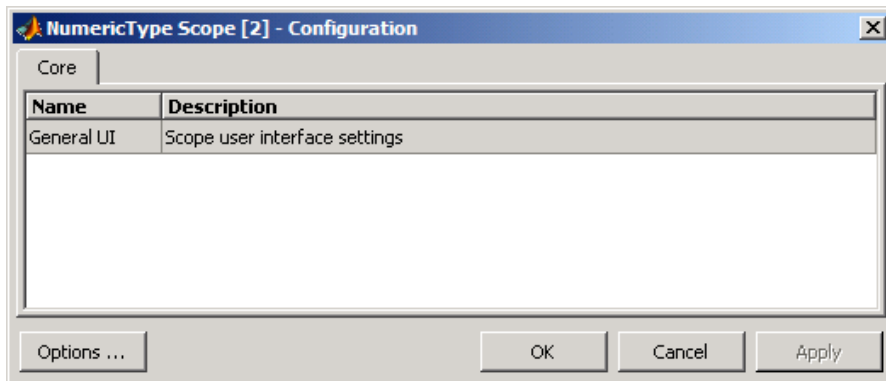 NumericType Scope [2] - Configuration
Core
Name Description
General UI Scope user interface settings
Options ... OK Cancel Apply